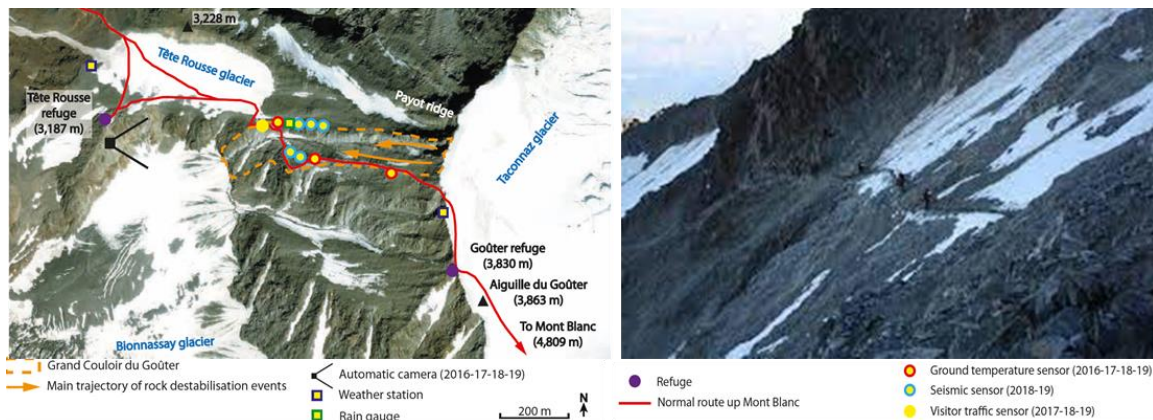 3,228 m
Tête Rousse glacier
Tête Rousse
refuge
(3,187 m)
Payot ridge
Taconnaz glacier
Goûter refuge
(3,830 m)
Aiguille du Goûter
(3,863 m)
To Mont Blanc
(4,809 m)
Bionnassay glacier
Grand Couloir du Goûter
Main trajectory of rock destabilisation events
Automatic camera (2016-17-18-19)
Weather station
Rain gauge
200 m
N
Refuge
Normal route up Mont Blanc
Ground temperature sensor (2016-17-18-19)
Seismic sensor (2018-19)
Visitor traffic sensor (2017-18-19)